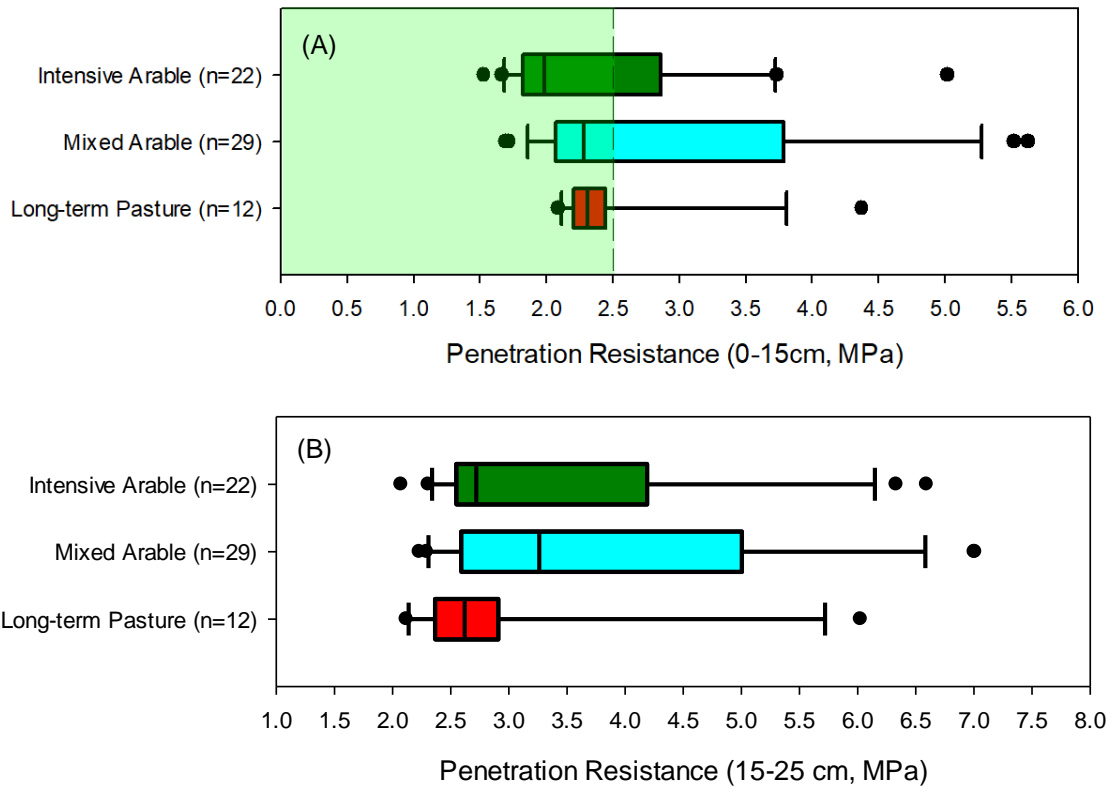 (A)
Intensive Arable (n=22)
Mixed Arable (n=29)
Long-term Pasture (n=12)
0.0 0.5 1.0 1.5 2.0 2.5 3.0 3.5 4.0 4.5 5.0 5.5 6.0
Penetration Resistance (0-15cm, MPa)
(B)
Intensive Arable (n=22)
Mixed Arable (n=29)
Long-term Pasture (n=12)
1.0 1.5 2.0 2.5 3.0 3.5 4.0 4.5 5.0 5.5 6.0 6.5 7.0 7.5 8.0
Penetration Resistance (15-25 cm, MPa)